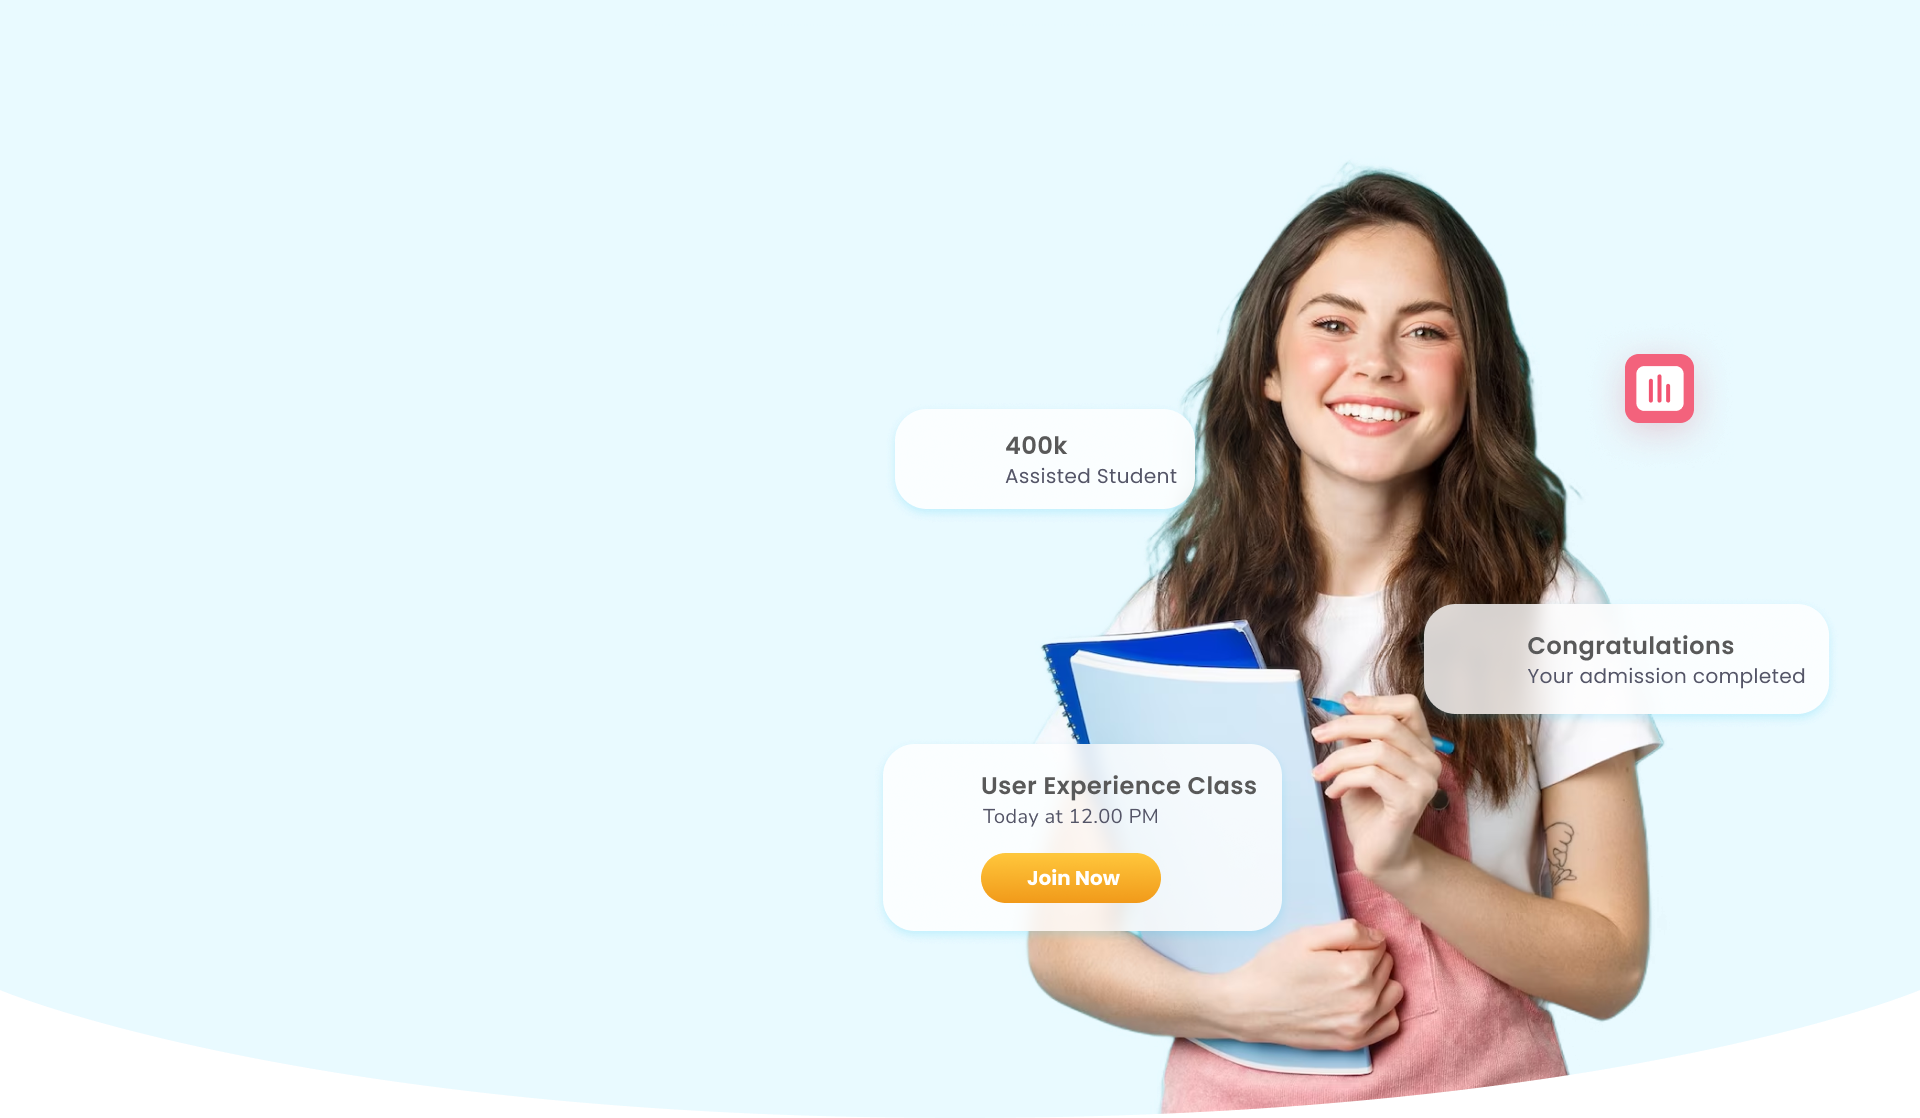 400k
Assisted Student
Congratulations
Your admission completed
User Experience Class
Today at 12.00 PM
Join Now